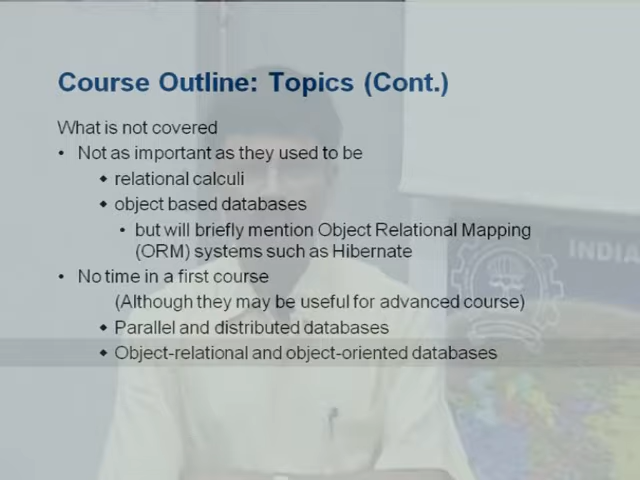 Course Outline: Topics (Cont.)
What is not covered
• Not as important as they used to be
◆ relational calculi
◆ object based databases
• but will briefly mention Object Relational Mapping
(ORM) systems such as Hibernate
• No time in a first course
(Although they may be useful for advanced course)
◆ Parallel and distributed databases
◆ Object-relational and object-oriented databases
INDIA